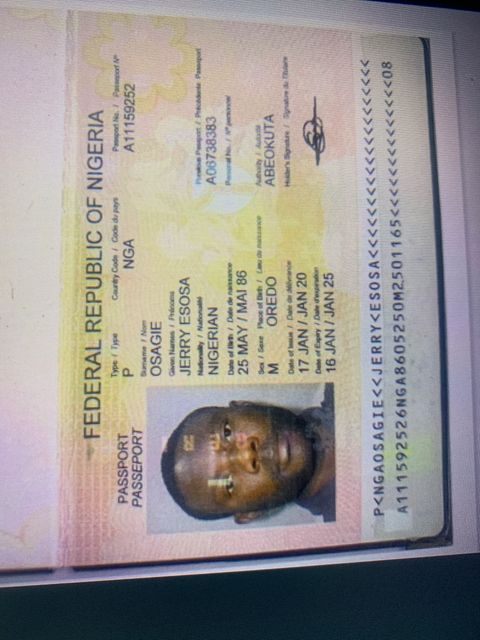 FEDERAL REPUBLIC OF NIGERIA
PASSPORT
PASSEPORT
Type / Type
P
Country Code / Code du pays
NGA
Passport No. / Passeport Nº
A11159252
Surname / Nom
OSAGIE
Given Names / Prénoms
JERRY ESOSA
Nationality / Nationalité
NIGERIAN
Previous Passport / Précédente Passeport
A06738383
Date of Birth / Date de naissance
25 MAY / MAI 86
Personal No. / Nº personnel
Sex / Sexe
M
Place of Birth / Lieu de naissance
OREDO
Authority / Autorité
ABEOKUTA
Date of Issue / Date de délivrance
17 JAN / JAN 20
Holder's Signature / Signature du Titulaire
Date of Expiry / Date d'expiration
16 JAN / JAN 25
P<NGAOSAGIE<<JERRY<ESOSA<<<<<<<<<<<<<<<<<<<<
A111592526NGA8605250M2501165<<<<<<<<<<<<<<08